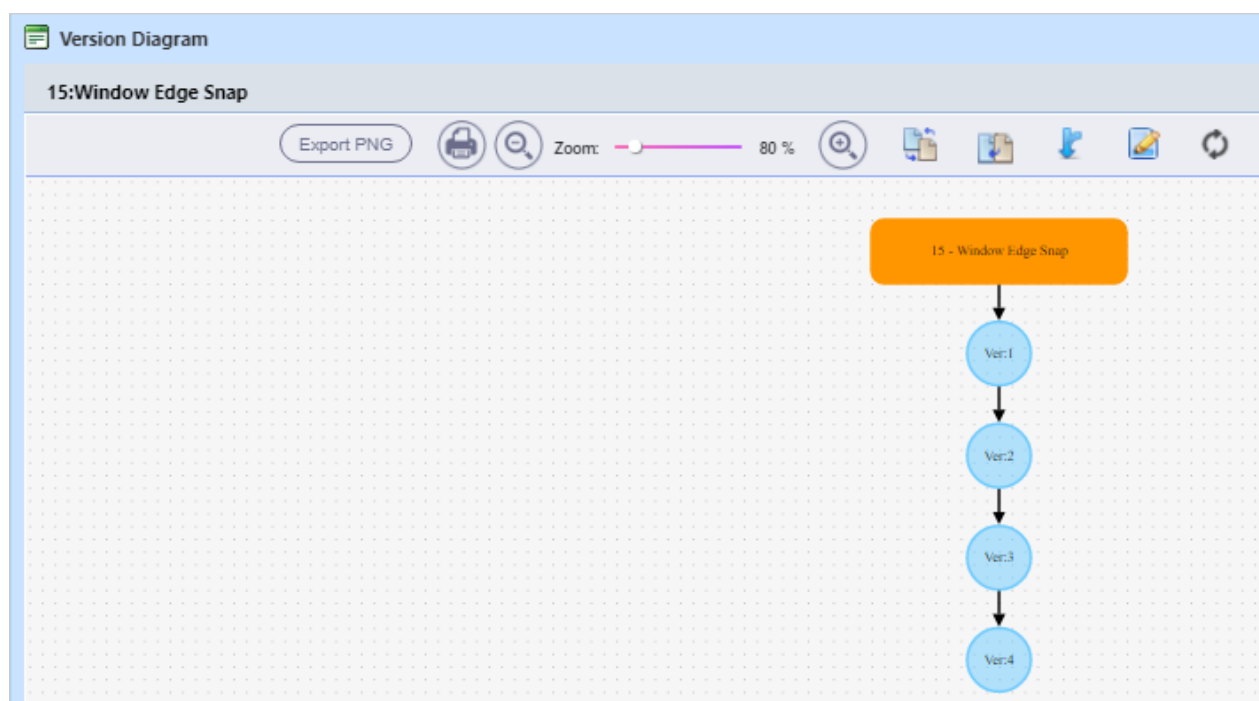 Version Diagram
15:Window Edge Snap
Export PNG
Zoom:
80 %
15 - Window Edge Snap
Ver:1
Ver:2
Ver:3
Ver:4